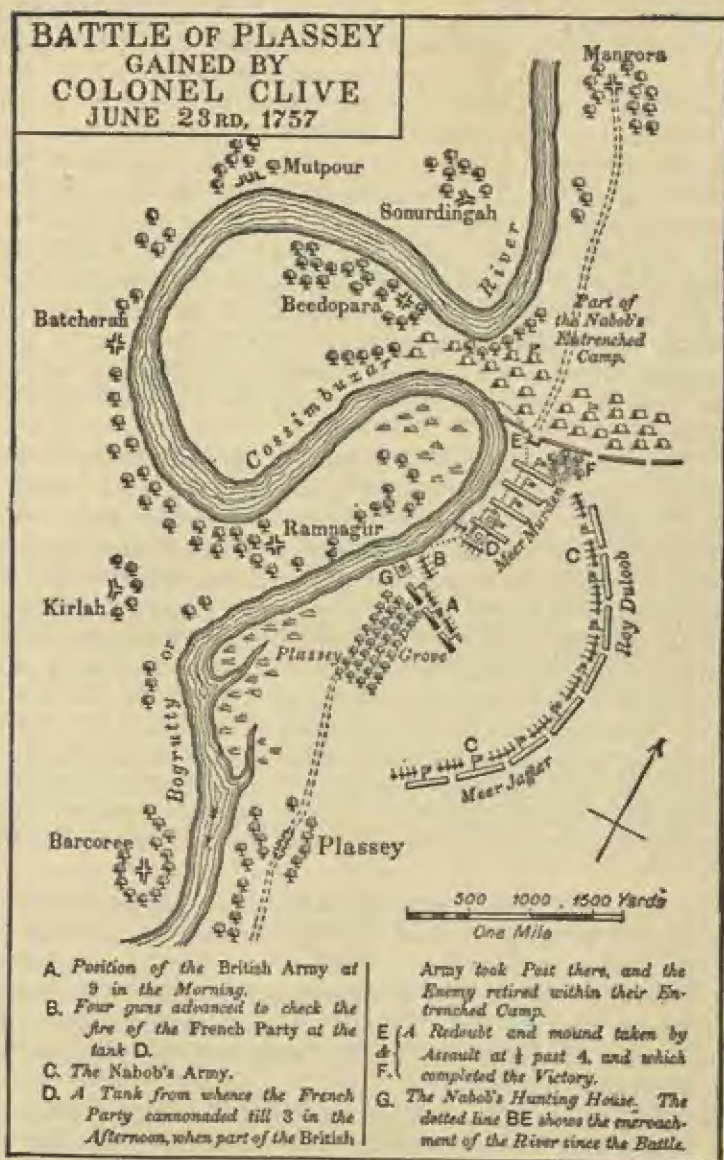 BATTLE OF PLASSEY
GAINED BY
COLONEL CLIVE
JUNE 23RD, 1757
Mangora
Mutpour
Sonurdingah
River
Beedopara
Batcherah
Part of
the Nabob's
Entrenched
Camp.
Cossimbuzar
E
F
Ramnagur
D
Meer Murdan
C
Roy Duloob
G
B
A
Kirlah
Plassey Grove
or
Bogrutty
C
Meer Jaffer
Barcoree
Plassey
500 1000 1500 Yards
One Mile
A. Position of the British Army at
9 in the Morning.
B. Four guns advanced to check the
fire of the French Party at the
tank D.
C. The Nabob's Army.
D. A Tank from whence the French
Party cannonaded till 3 in the
Afternoon, when part of the British
Army took Post there, and the
Enemy retired within their En-
trenched Camp.
E & F. A Redoubt and mound taken by
Assault at ½ past 4, and which
completed the Victory.
G. The Nabob's Hunting House. The
dotted line BE shows the encroach-
ment of the River since the Battle.